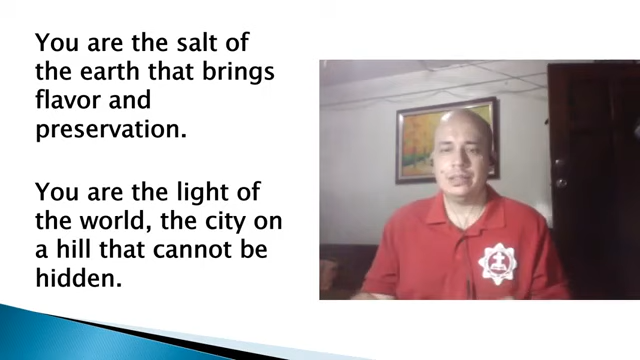 You are the salt of
the earth that brings
flavor and
preservation.
You are the light of
the world, the city on
a hill that cannot be
hidden.